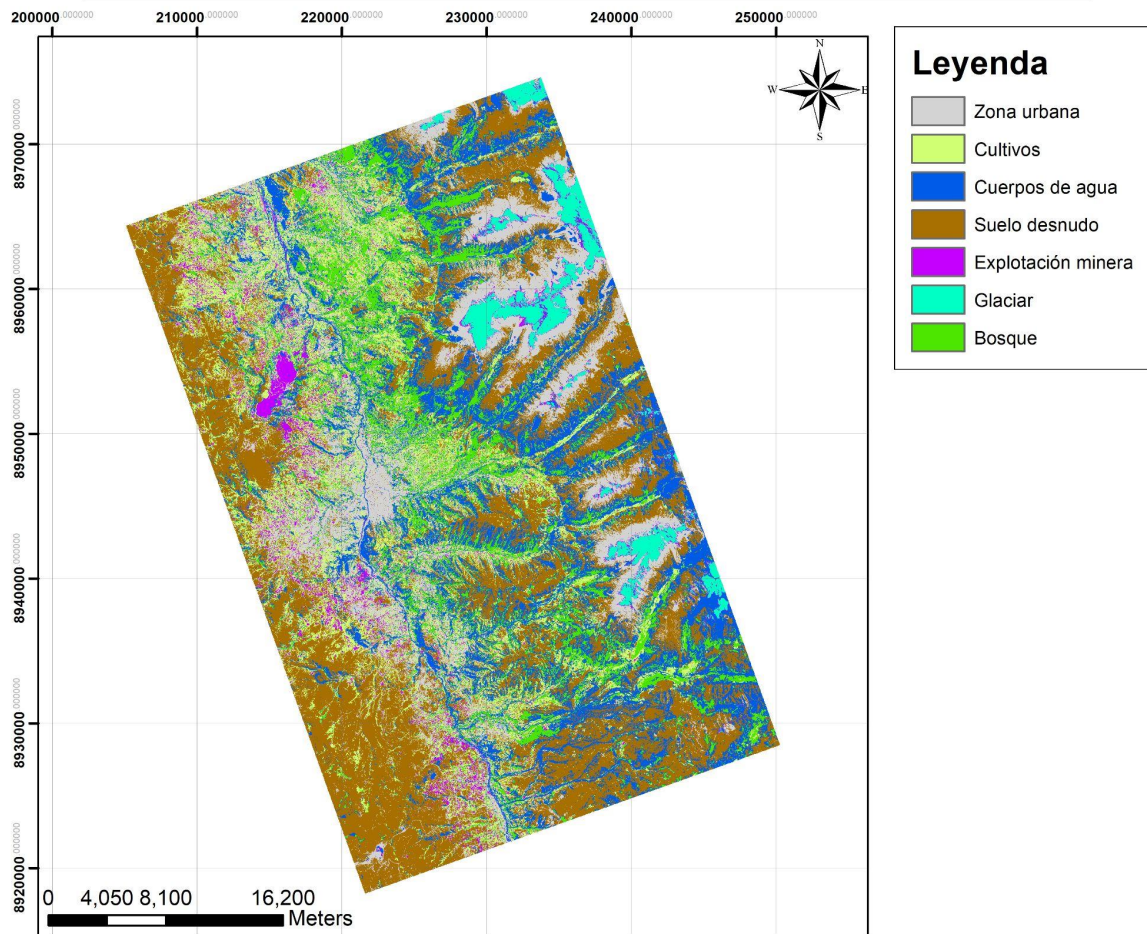 200000.000000 210000.000000 220000.000000 230000.000000 240000.000000 250000.000000
8970000.000000
8960000.000000
8950000.000000
8940000.000000
8930000.000000
8920000.000000
N
W E
S
0 4,050 8,100 16,200
Meters
Leyenda
Zona urbana
Cultivos
Cuerpos de agua
Suelo desnudo
Explotación minera
Glaciar
Bosque